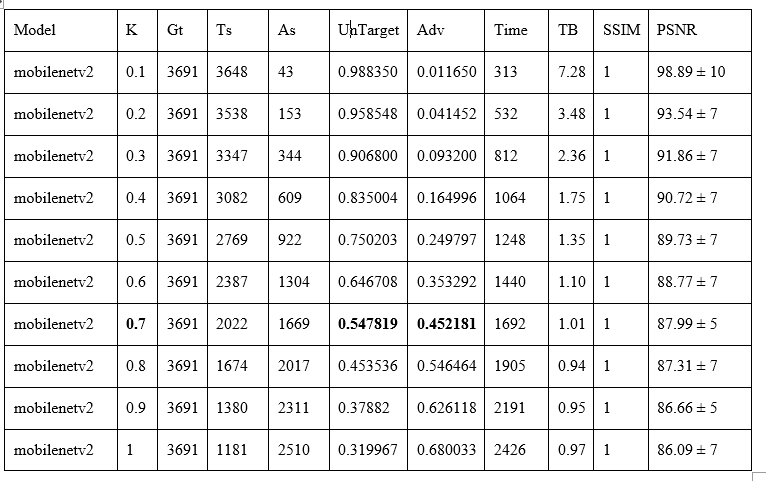 Model K Gt Ts As UnTarget Adv Time TB SSIM PSNR
mobilenetv2 0.1 3691 3648 43 0.988350 0.011650 313 7.28 1 98.89 ± 10
mobilenetv2 0.2 3691 3538 153 0.958548 0.041452 532 3.48 1 93.54 ± 7
mobilenetv2 0.3 3691 3347 344 0.906800 0.093200 812 2.36 1 91.86 ± 7
mobilenetv2 0.4 3691 3082 609 0.835004 0.164996 1064 1.75 1 90.72 ± 7
mobilenetv2 0.5 3691 2769 922 0.750203 0.249797 1248 1.35 1 89.73 ± 7
mobilenetv2 0.6 3691 2387 1304 0.646708 0.353292 1440 1.10 1 88.77 ± 7
mobilenetv2 0.7 3691 2022 1669 0.547819 0.452181 1692 1.01 1 87.99 ± 5
mobilenetv2 0.8 3691 1674 2017 0.453536 0.546464 1905 0.94 1 87.31 ± 7
mobilenetv2 0.9 3691 1380 2311 0.37882 0.626118 2191 0.95 1 86.66 ± 5
mobilenetv2 1 3691 1181 2510 0.319967 0.680033 2426 0.97 1 86.09 ± 7